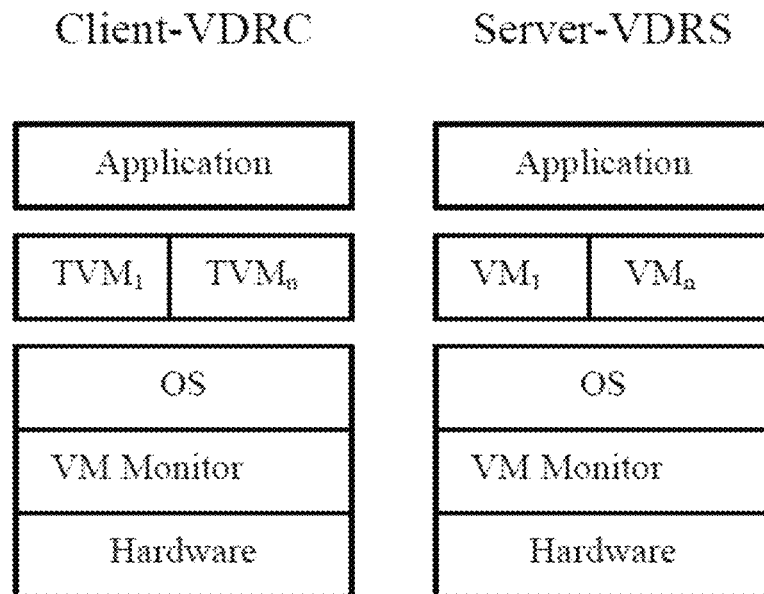 Client-VDRC
Server-VDRS
Application
Application
TVM₁ TVMₙ
VM₁ VMₙ
OS
OS
VM Monitor
VM Monitor
Hardware
Hardware